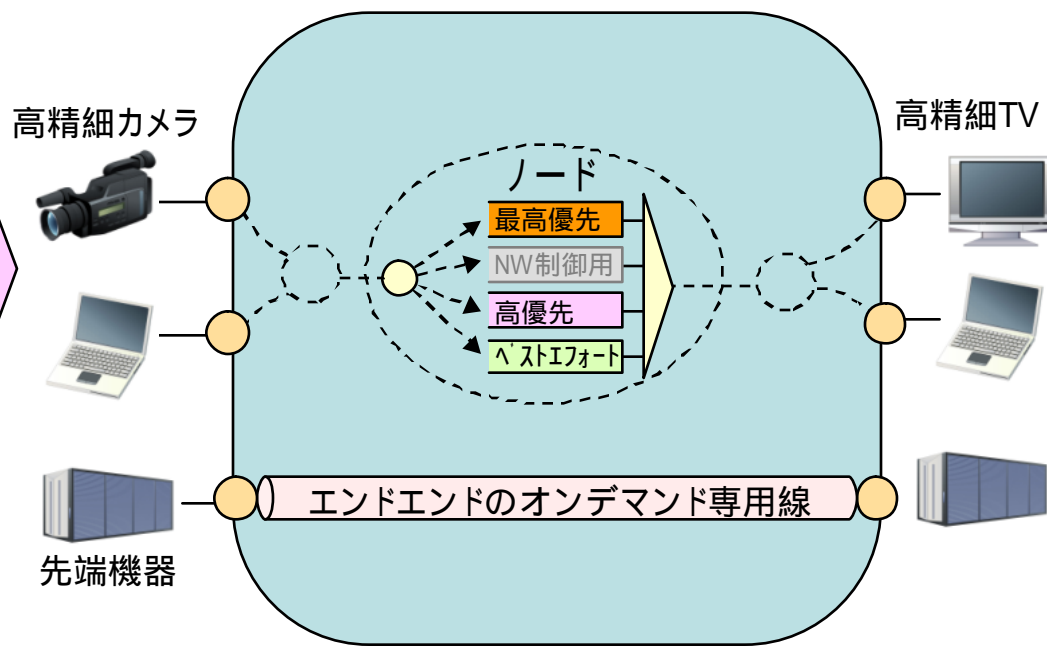 高精細カメラ
高精細TV
ノード
最高優先
NW制御用
高優先
ﾍﾞｽﾄｴﾌｫｰﾄ
エンドエンドのオンデマンド専用線
先端機器